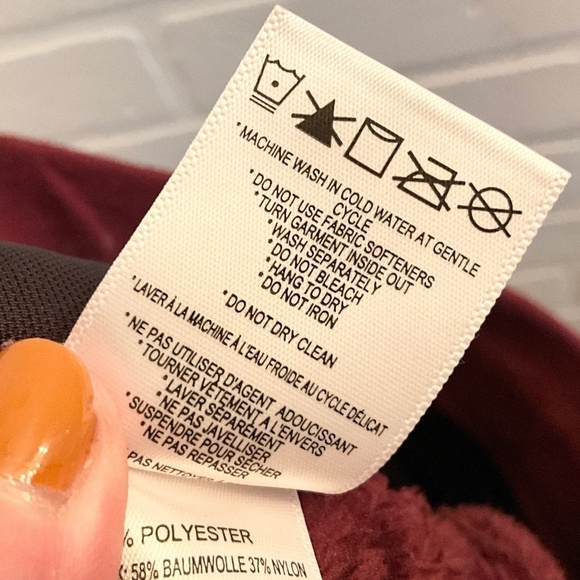 *MACHINE WASH IN COLD WATER AT GENTLE
CYCLE
*DO NOT USE FABRIC SOFTENERS
*TURN GARMENT INSIDE OUT
*WASH SEPARATELY
*DO NOT BLEACH
*HANG TO DRY
*DO NOT IRON
*DO NOT DRY CLEAN
*LAVER À LA MACHINE À L'EAU FROIDE AU CYCLE DÉLICAT
*NE PAS UTILISER D'AGENT ADOUCISSANT
*TOURNER VÊTEMENT À L'ENVERS
*LAVER SÉPARÉMENT
*NE PAS JAVELLISER
*SUSPENDRE POUR SÉCHER
*NE PAS REPASSER
PAS
% POLYESTER
58% BAUMWOLLE 37% NYLON